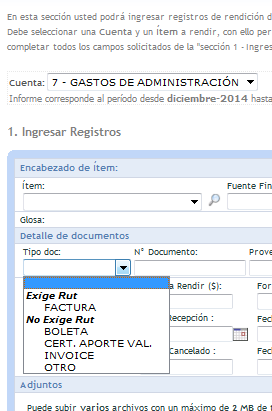 En esta sección usted podrá ingresar registros de rendición d
Debe seleccionar una Cuenta y un Ítem a rendir, con ello per
completar todos los campos solicitados de la "sección 1 - Ingres
Cuenta: 7 - GASTOS DE ADMINISTRACIÓN
Informe corresponde al período desde diciembre-2014 hasta
1. Ingresar Registros
Encabezado de Ítem:
Ítem: Fuente Fin
Glosa:
Detalle de documentos
Tipo doc: N° Documento: Prove
a Rendir ($): For
Exige Rut
FACTURA
No Exige Rut
Recepción : Fec
BOLETA
CERT. APORTE VAL.
INVOICE
Cancelado : Fec
OTRO
Adjuntos
Puede subir varios archivos con un máximo de 2 MB de t